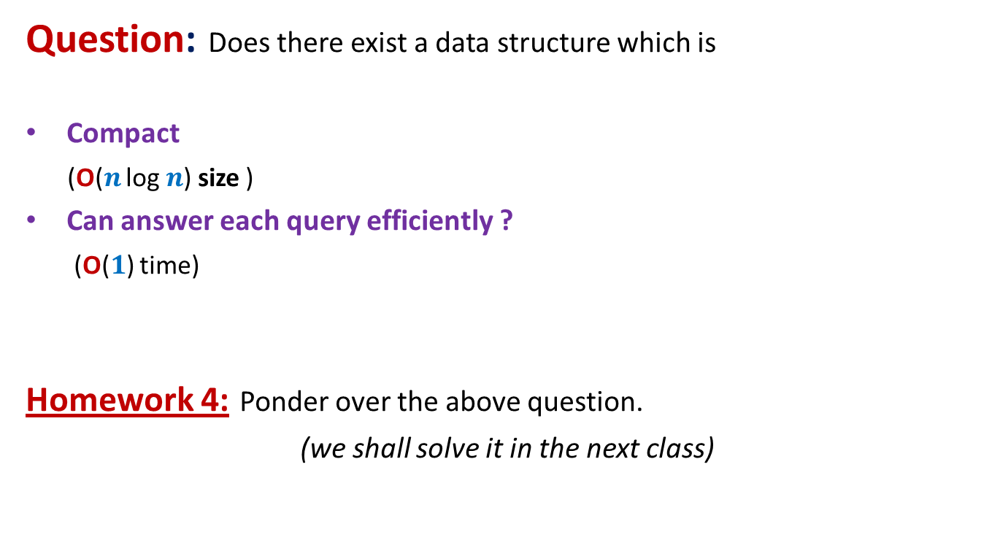 Question: Does there exist a data structure which is
• Compact
(O(n log n) size )
• Can answer each query efficiently ?
(O(1) time)
Homework 4: Ponder over the above question.
(we shall solve it in the next class)